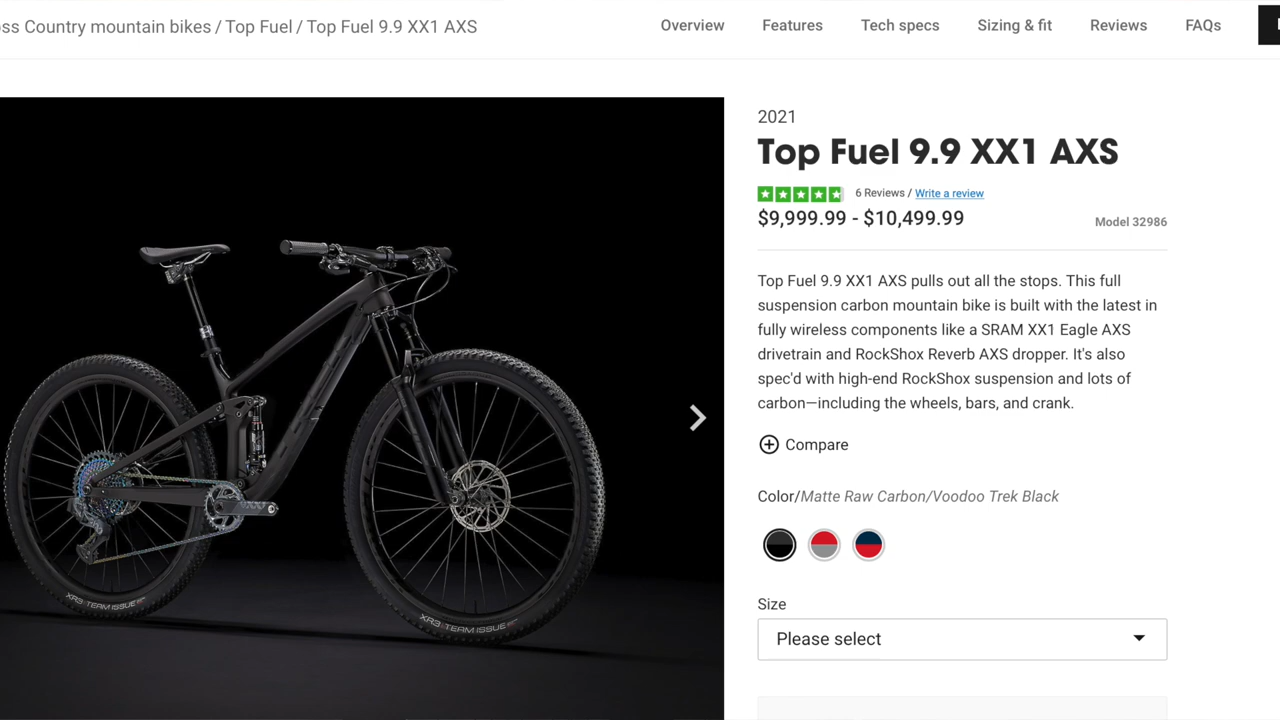 ss Country mountain bikes / Top Fuel / Top Fuel 9.9 XX1 AXS
Overview
Features
Tech specs
Sizing & fit
Reviews
FAQs
2021
Top Fuel 9.9 XX1 AXS
6 Reviews / Write a review
$9,999.99 - $10,499.99
Model 32986
Top Fuel 9.9 XX1 AXS pulls out all the stops. This full
suspension carbon mountain bike is built with the latest in
fully wireless components like a SRAM XX1 Eagle AXS
drivetrain and RockShox Reverb AXS dropper. It's also
spec'd with high-end RockShox suspension and lots of
carbon—including the wheels, bars, and crank.
Compare
Color/Matte Raw Carbon/Voodoo Trek Black
Size
Please select
XR3 TEAM ISSUE
XR3 TEAM ISSUE